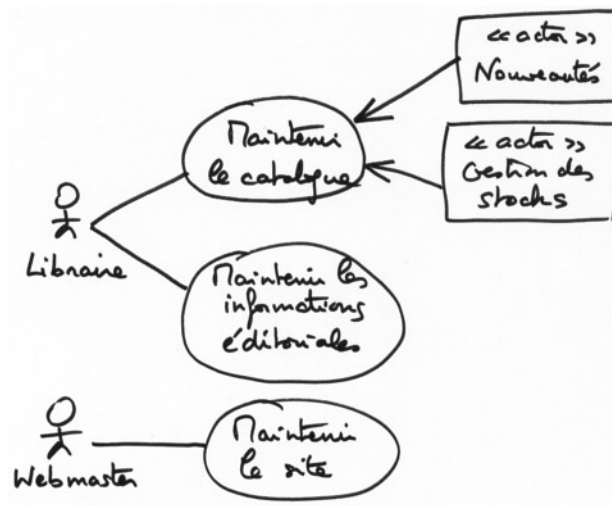 « actor »
Nouveautés
Maintenir
le catalogue
« actor »
Gestion des
stocks
Libraire
Maintenir les
informations
éditoriales
Webmaster
Maintenir
le site